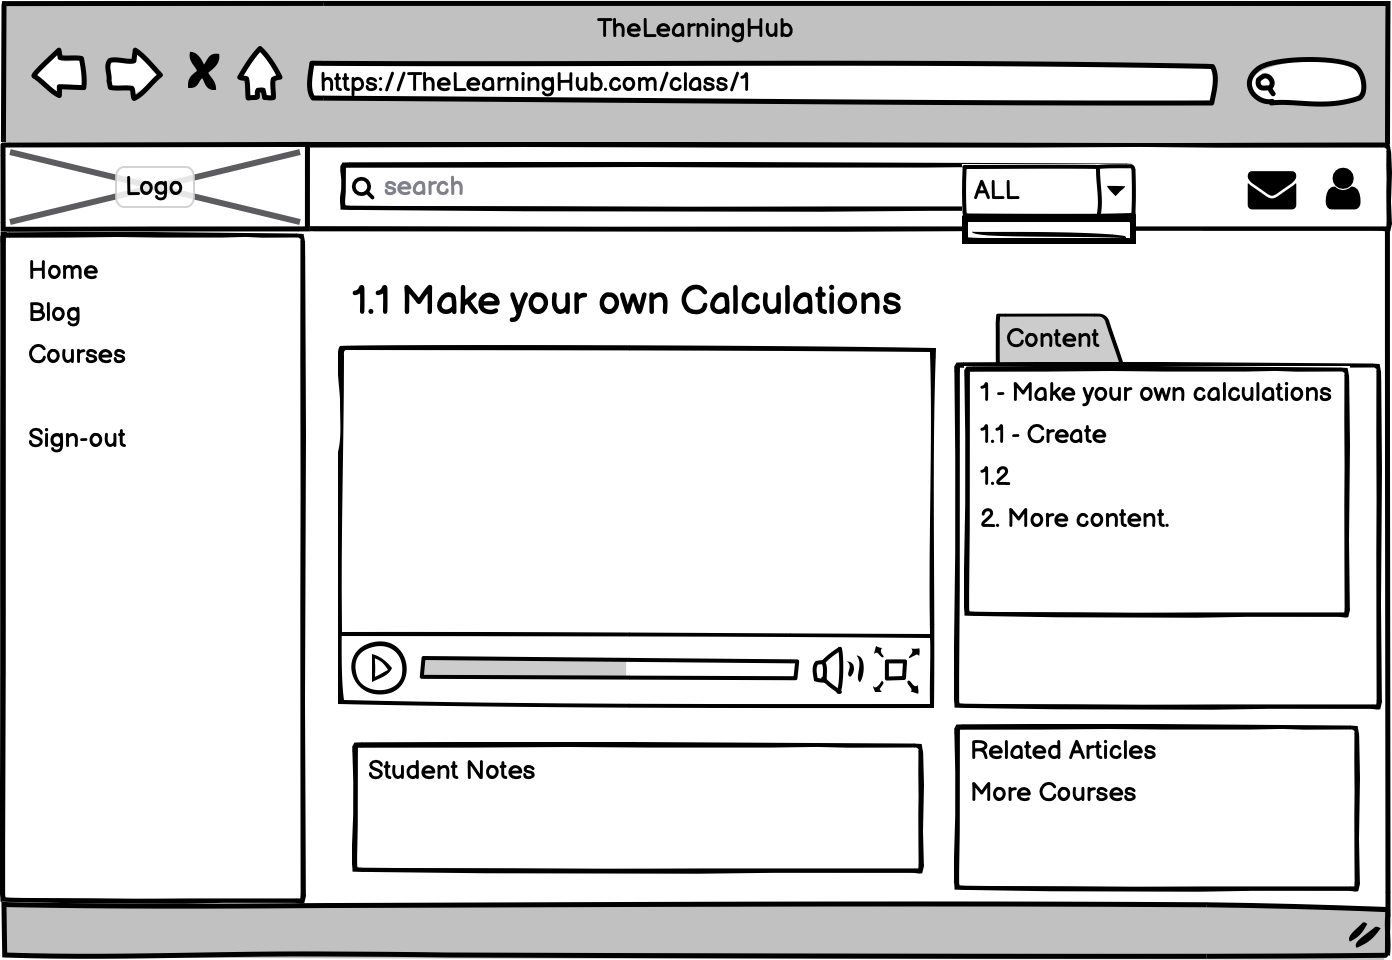 TheLearningHub
https://TheLearningHub.com/class/1
Logo
search
ALL
Home
Blog
Courses
Sign-out
1.1 Make your own Calculations
Content
1 - Make your own calculations
1.1 - Create
1.2
2. More content.
Student Notes
Related Articles
More Courses